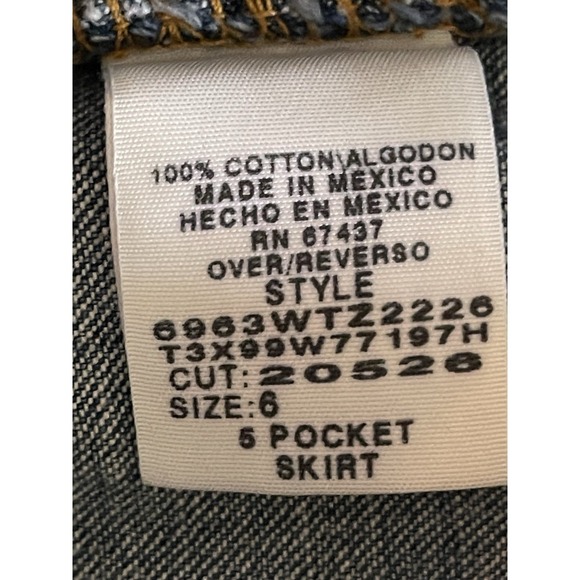 100% COTTON\ALGODON
MADE IN MEXICO
HECHO EN MEXICO
RN 67437
OVER/REVERSO
STYLE
6963WTZ2226
T3X99W77197H
CUT: 20526
SIZE:6
5 POCKET
SKIRT